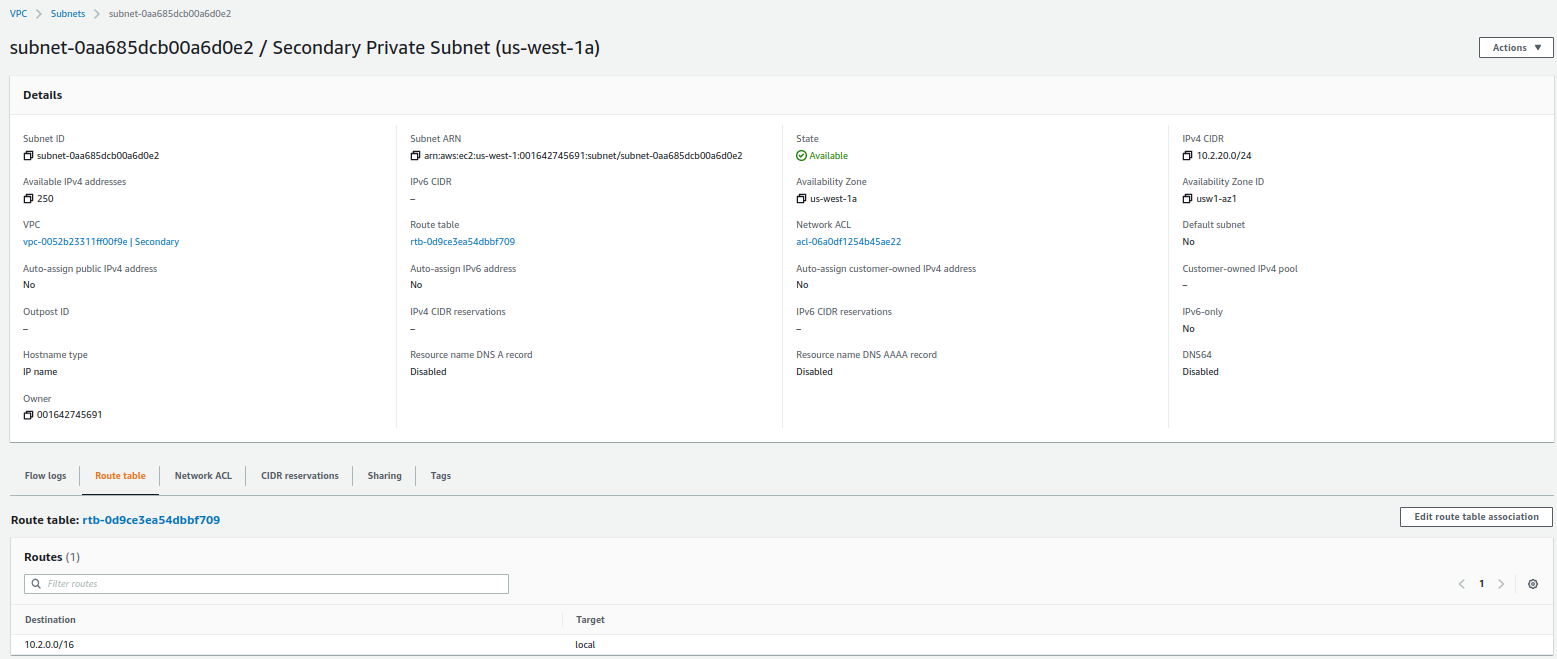 VPC > Subnets > subnet-0aa685dcb00a6d0e2
subnet-0aa685dcb00a6d0e2 / Secondary Private Subnet (us-west-1a)
Actions ▼
Details
Subnet ID
subnet-0aa685dcb00a6d0e2
Subnet ARN
arn:aws:ec2:us-west-1:001642745691:subnet/subnet-0aa685dcb00a6d0e2
State
Available
IPv4 CIDR
10.2.20.0/24
Available IPv4 addresses
250
IPv6 CIDR
–
Availability Zone
us-west-1a
Availability Zone ID
usw1-az1
VPC
vpc-0052b23311ff00f9e | Secondary
Route table
rtb-0d9ce3ea54dbbf709
Network ACL
acl-06a0df1254b45ae22
Default subnet
No
Auto-assign public IPv4 address
No
Auto-assign IPv6 address
No
Auto-assign customer-owned IPv4 address
No
Customer-owned IPv4 pool
–
Outpost ID
–
IPv4 CIDR reservations
–
IPv6 CIDR reservations
–
IPv6-only
No
Hostname type
IP name
Resource name DNS A record
Disabled
Resource name DNS AAAA record
Disabled
DNS64
Disabled
Owner
001642745691
Flow logs
Route table
Network ACL
CIDR reservations
Sharing
Tags
Route table: rtb-0d9ce3ea54dbbf709
Edit route table association
Routes (1)
Filter routes
< 1 >
Destination
Target
10.2.0.0/16
local